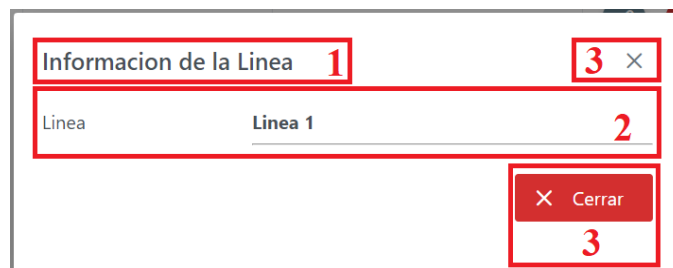 Informacion de la Linea 1
3 ×
Linea
Linea 1
2
× Cerrar
3